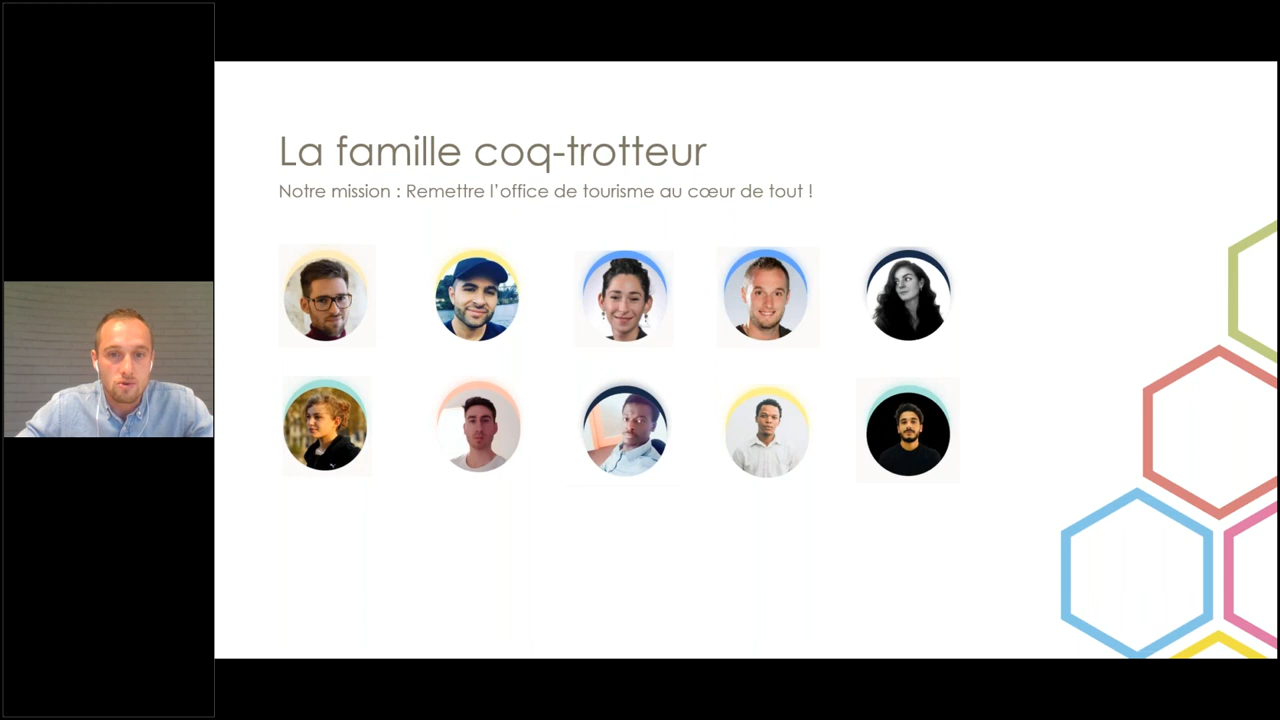 La famille coq-trotteur
Notre mission : Remettre l’office de tourisme au cœur de tout !